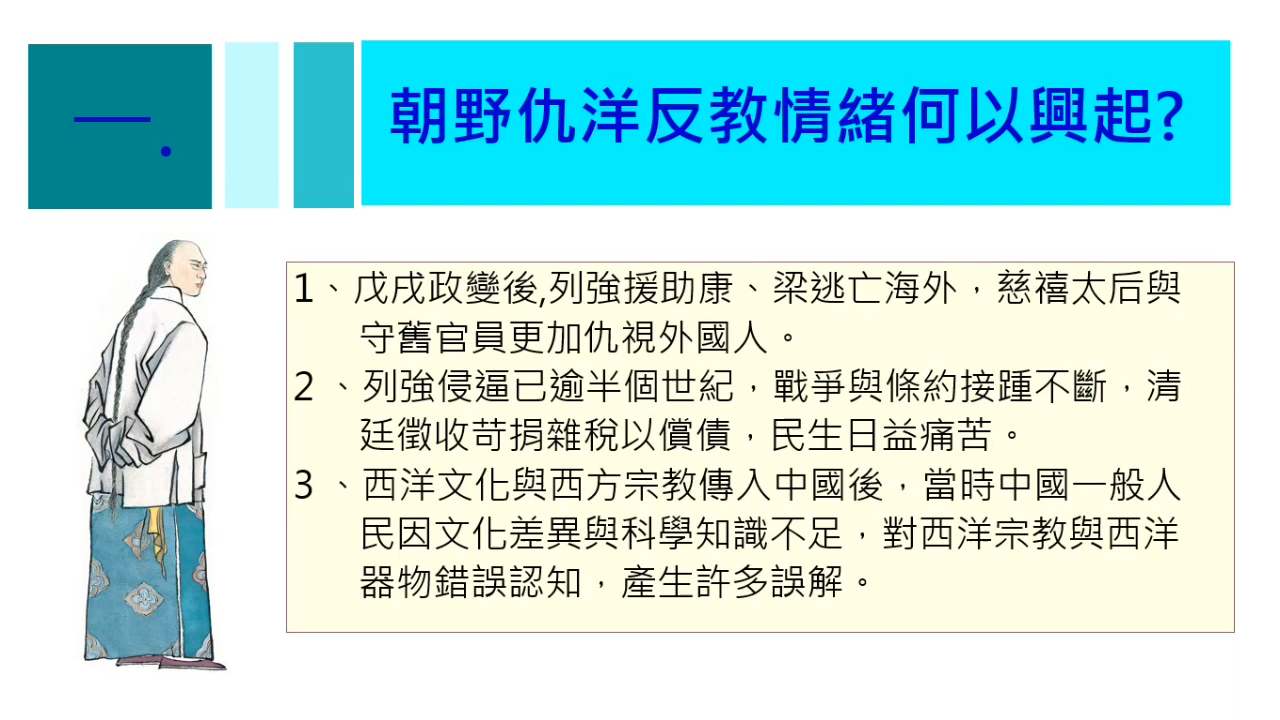 一.
朝野仇洋反教情緒何以興起?
1、戊戌政變後,列強援助康、梁逃亡海外，慈禧太后與
守舊官員更加仇視外國人。
2 、列強侵逼已逾半個世紀，戰爭與條約接踵不斷，清
廷徵收苛捐雜稅以償債，民生日益痛苦。
3 、西洋文化與西方宗教傳入中國後，當時中國一般人
民因文化差異與科學知識不足，對西洋宗教與西洋
器物錯誤認知，產生許多誤解。